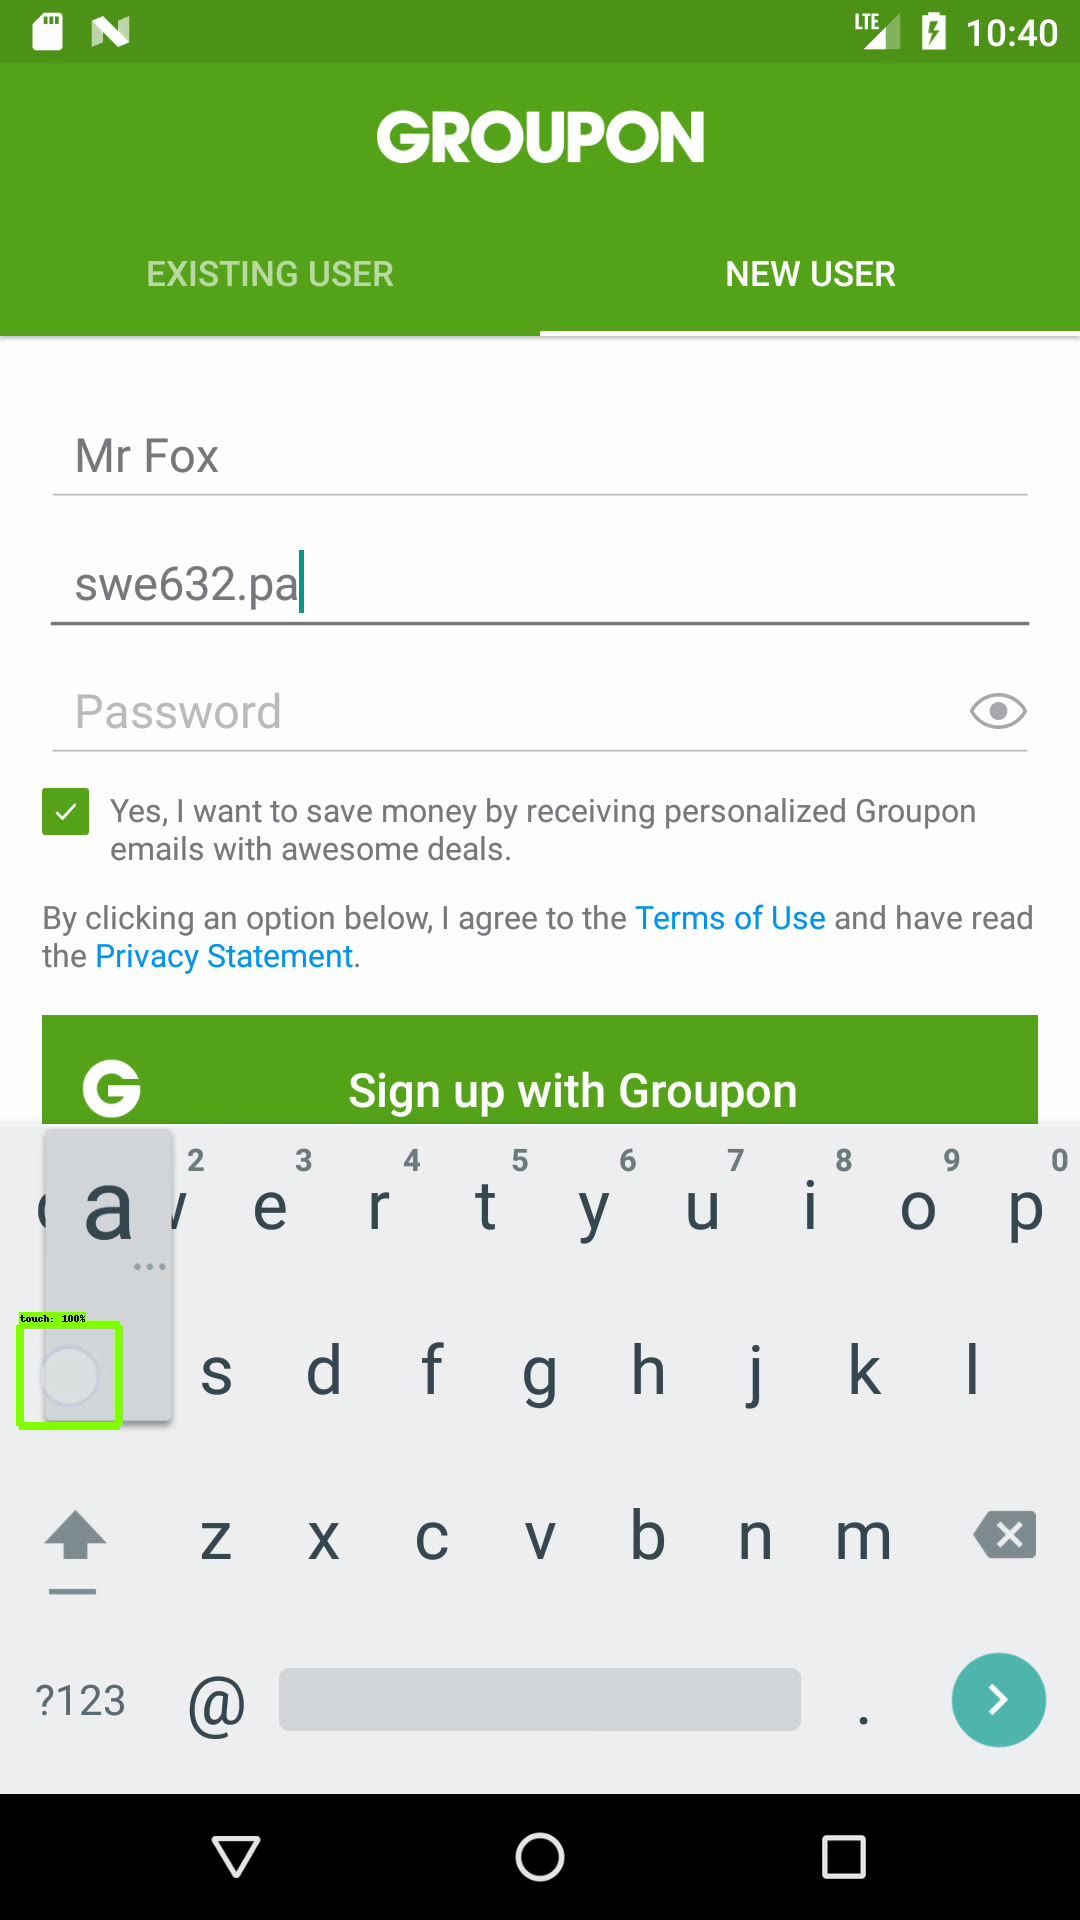 LTE 10:40
GROUPON
EXISTING USER NEW USER
Mr Fox
swe632.pa
Password
Yes, I want to save money by receiving personalized Groupon
emails with awesome deals.
By clicking an option below, I agree to the Terms of Use and have read
the Privacy Statement.
G Sign up with Groupon
2 3 4 5 6 7 8 9 0
a e r t y u i o p
touch: 100%
s d f g h j k l
z x c v b n m
?123 @ .